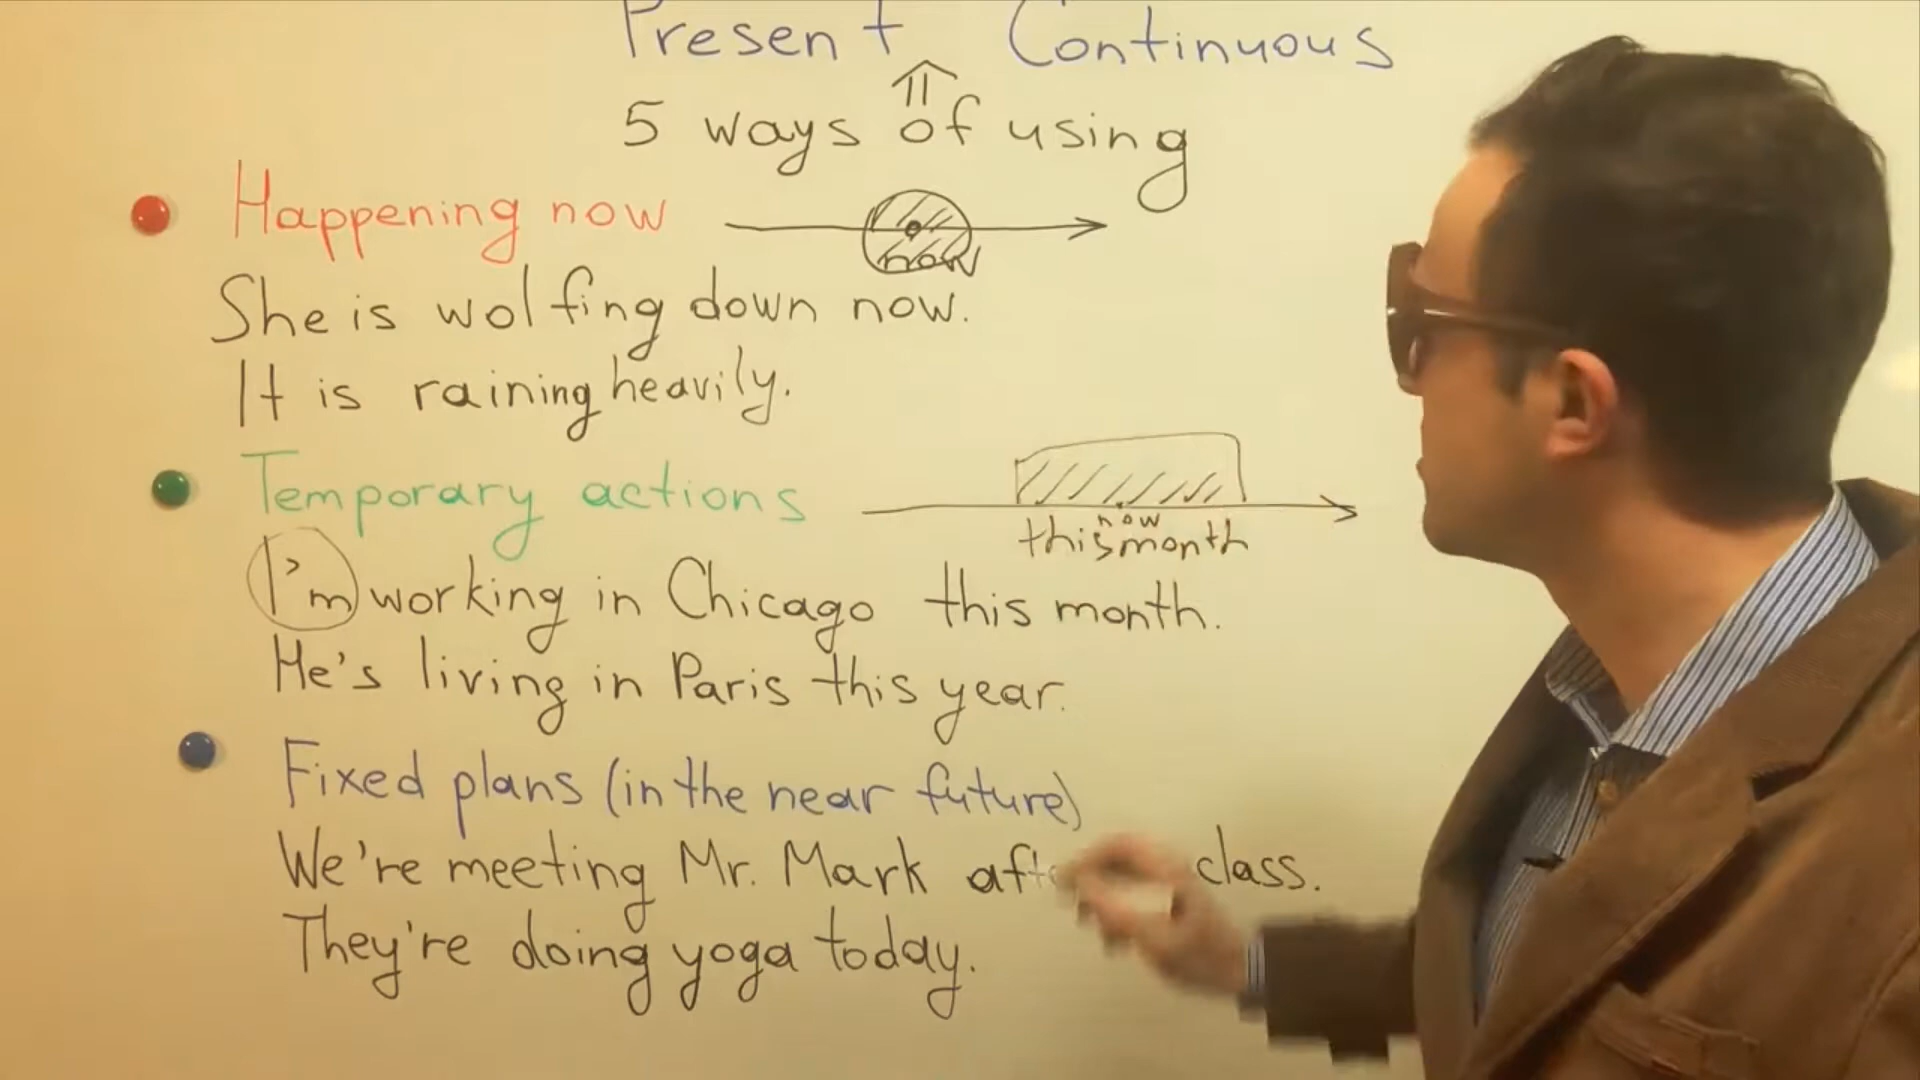 Present Continuous
5 ways of using
Happening now
now
She is wolfing down now.
It is raining heavily.
Temporary actions
now
this month
I'm working in Chicago this month.
He's living in Paris this year.
Fixed plans (in the near future)
We're meeting Mr. Mark class.
They're doing yoga today.